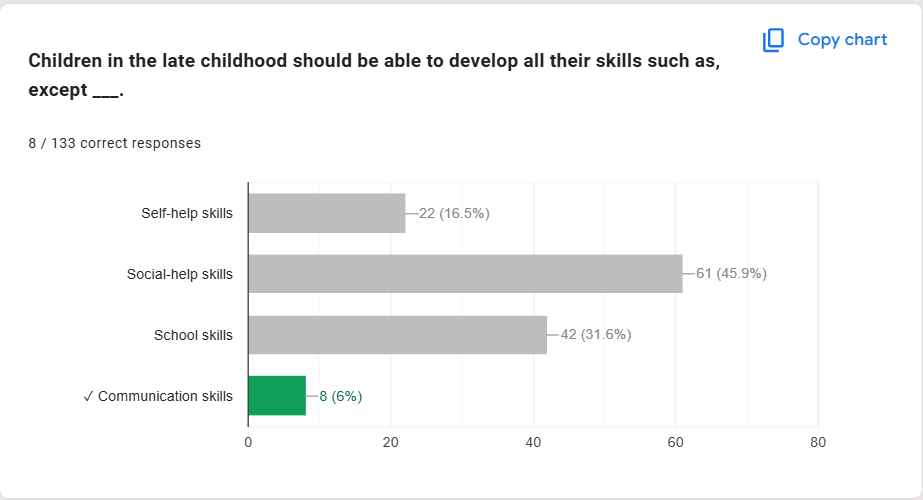 Copy chart
Children in the late childhood should be able to develop all their skills such as,
except ___.
8 / 133 correct responses
Self-help skills
22 (16.5%)
Social-help skills
61 (45.9%)
School skills
42 (31.6%)
✓ Communication skills
8 (6%)
0 20 40 60 80